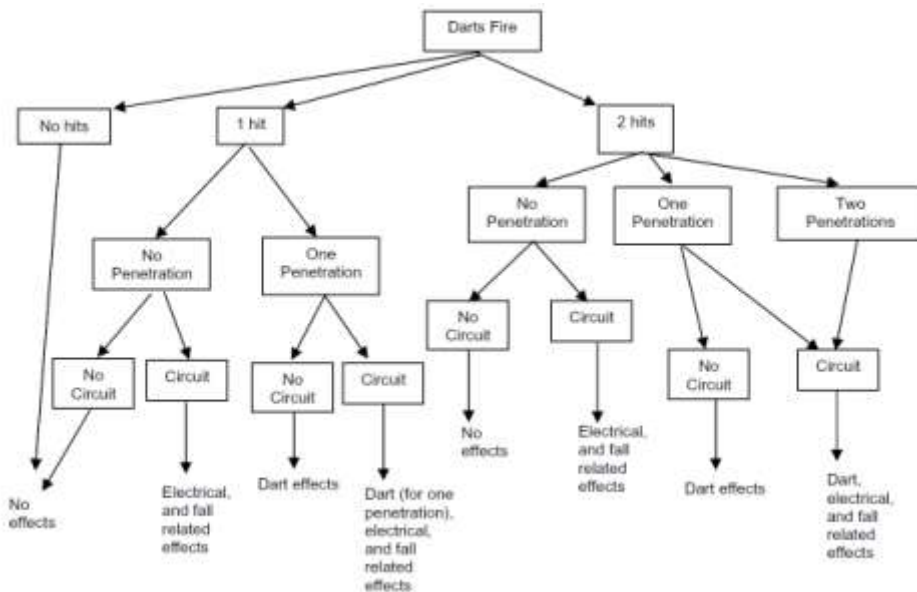 Darts Fire
No hits
1 hit
2 hits
No
Penetration
One
Penetration
Two
Penetrations
No
Penetration
One
Penetration
No
Circuit
Circuit
No
Circuit
Circuit
No
Circuit
Circuit
No
Circuit
Circuit
No
effects
Electrical,
and fall
related
effects
Dart effects
Dart (for one
penetration),
electrical,
and fall
related
effects
No
effects
Electrical,
and fall
related
effects
Dart effects
Dart,
electrical,
and fall
related
effects